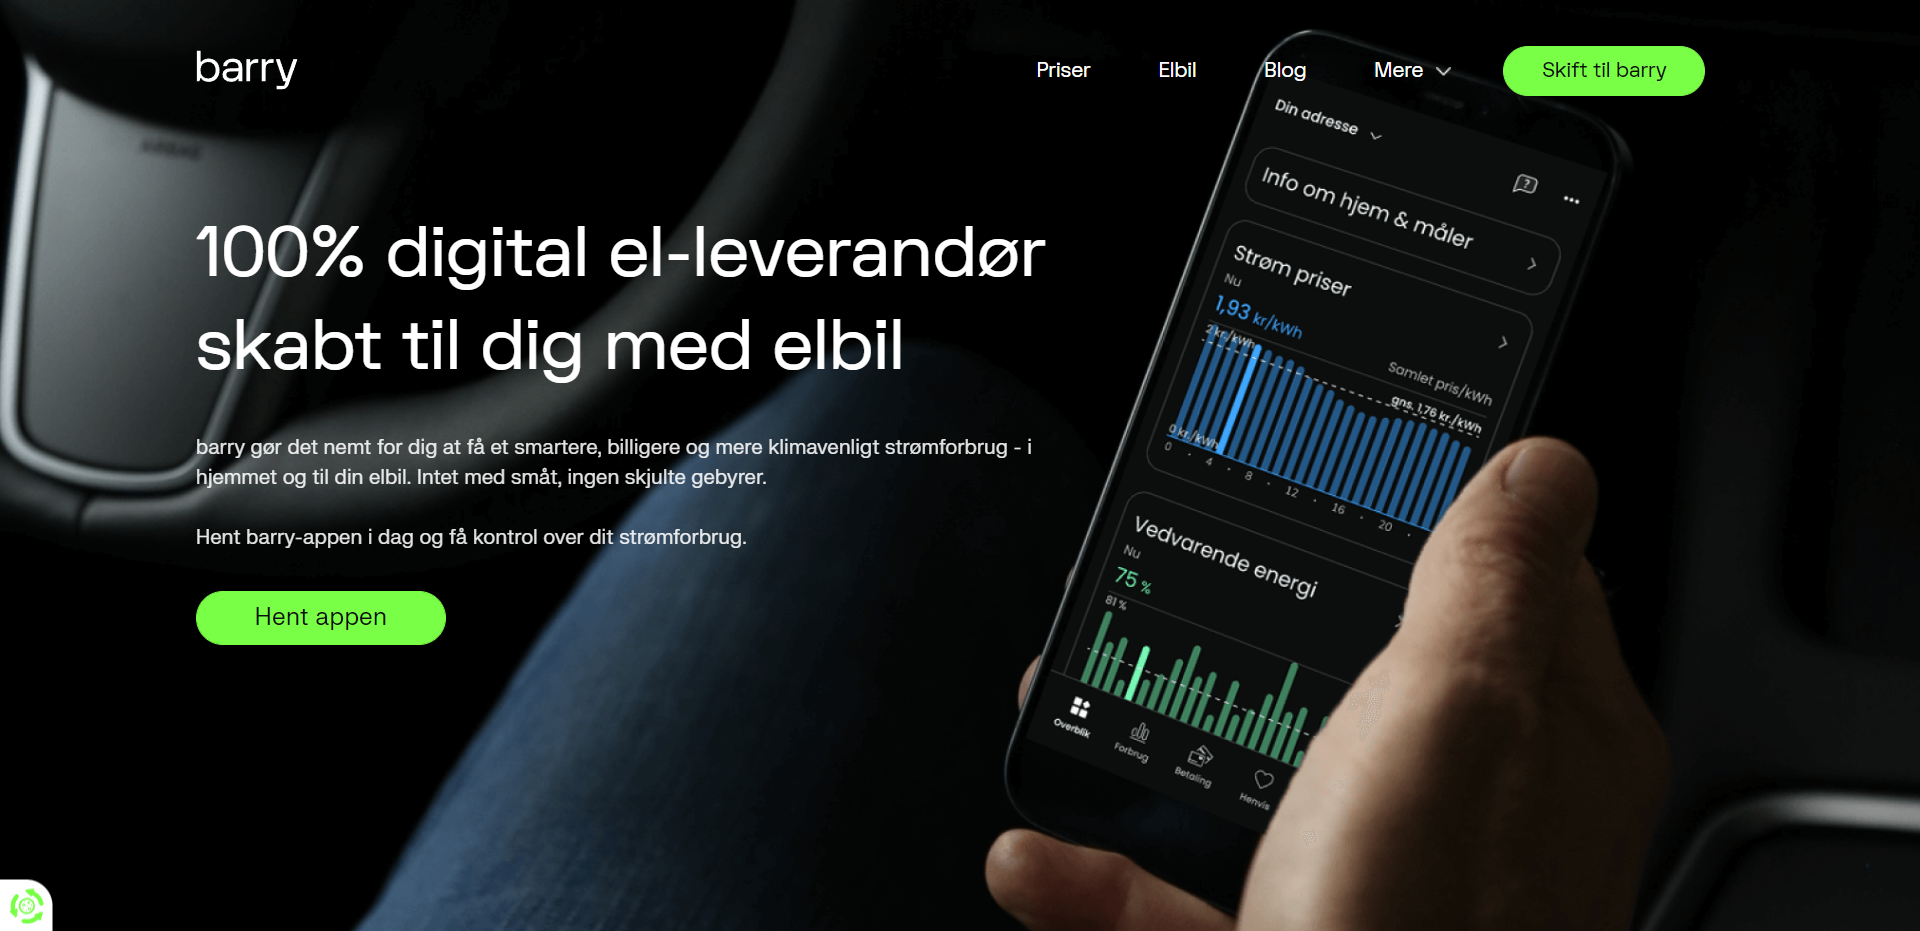 barry
Priser
Elbil
Blog
Mere
Skift til barry
100% digital el-leverandør
skabt til dig med elbil
barry gør det nemt for dig at få et smartere, billigere og mere klimavenligt strømforbrug - i
hjemmet og til din elbil. Intet med småt, ingen skjulte gebyrer.
Hent barry-appen i dag og få kontrol over dit strømforbrug.
Hent appen
Din adresse
Info om hjem & måler
Strøm priser
Nu
1,93 kr/kWh
2 kr./kWh
Samlet pris/kWh
gns. 1,76 kr./kWh
0 kr./kWh
0 · 4 · 8 · 12 · 16 · 20 ·
Vedvarende energi
Nu
75 %
81 %
Overblik
Forbrug
Betaling
Henvis